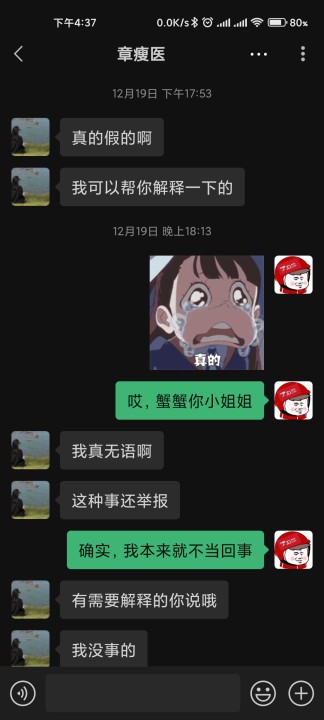 下午4:37 0.0K/s 80%
章瘦医
12月19日 下午17:53
真的假的啊
我可以帮你解释一下的
12月19日 晚上18:13
真的
哎，蟹蟹你小姐姐
我真无语啊
这种事还举报
确实，我本来就不当回事
有需要解释的你说哦
我没事的